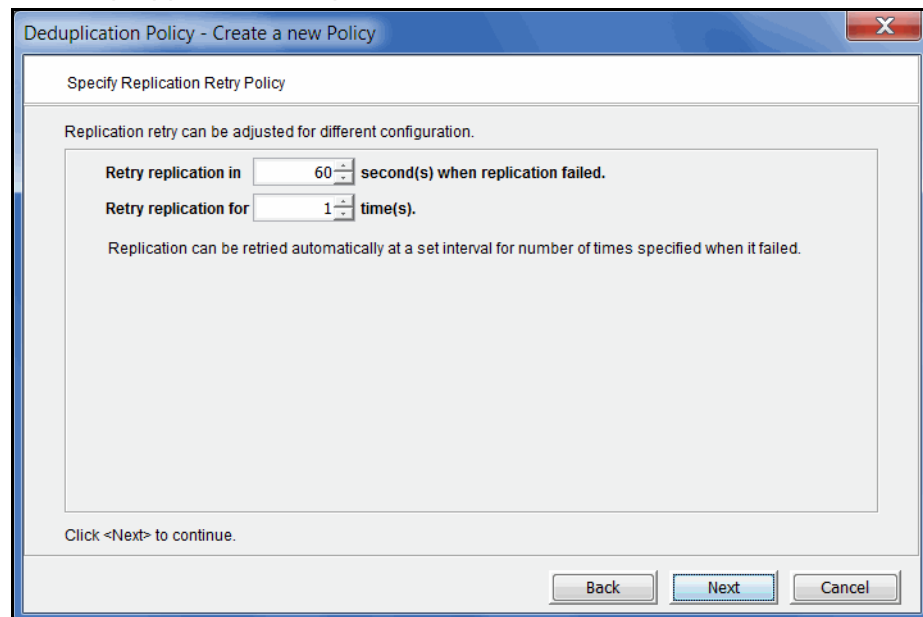 Deduplication Policy - Create a new Policy
X
Specify Replication Retry Policy
Replication retry can be adjusted for different configuration.
Retry replication in 60 second(s) when replication failed.
Retry replication for 1 time(s).
Replication can be retried automatically at a set interval for number of times specified when it failed.
Click <Next> to continue.
Back Next Cancel